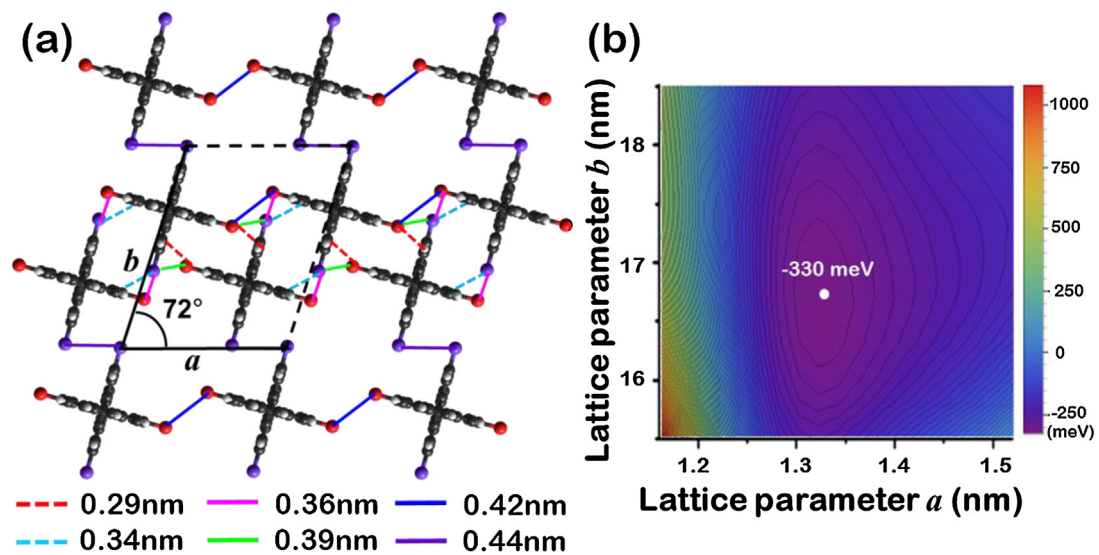 (a)
b
72°
a
0.29nm 0.36nm 0.42nm
0.34nm 0.39nm 0.44nm
(b)
Lattice parameter b (nm)
18
17
16
-330 meV
1.2 1.3 1.4 1.5
Lattice parameter a (nm)
1000
750
500
250
0
-250
(meV)